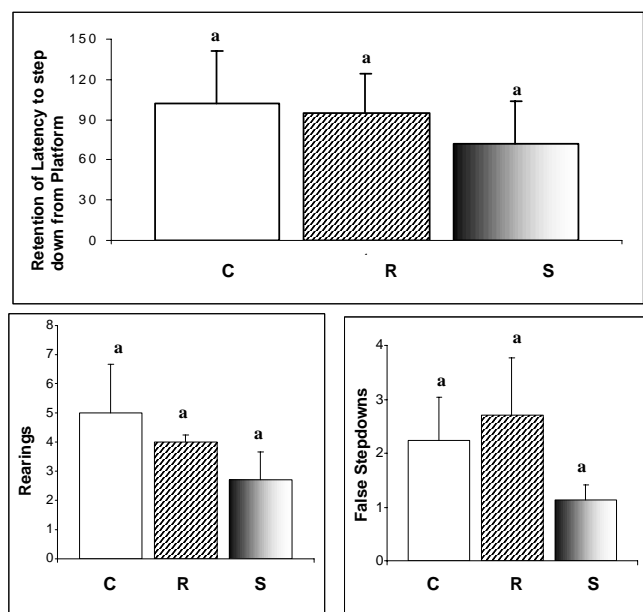 Retention of Latency to step
down from Platform
150
120
90
60
30
0
a
a
a
C
R
S
Rearings
8
7
6
5
4
3
2
1
0
a
a
a
C
R
S
False Stepdowns
4
3
2
1
0
a
a
a
C
R
S